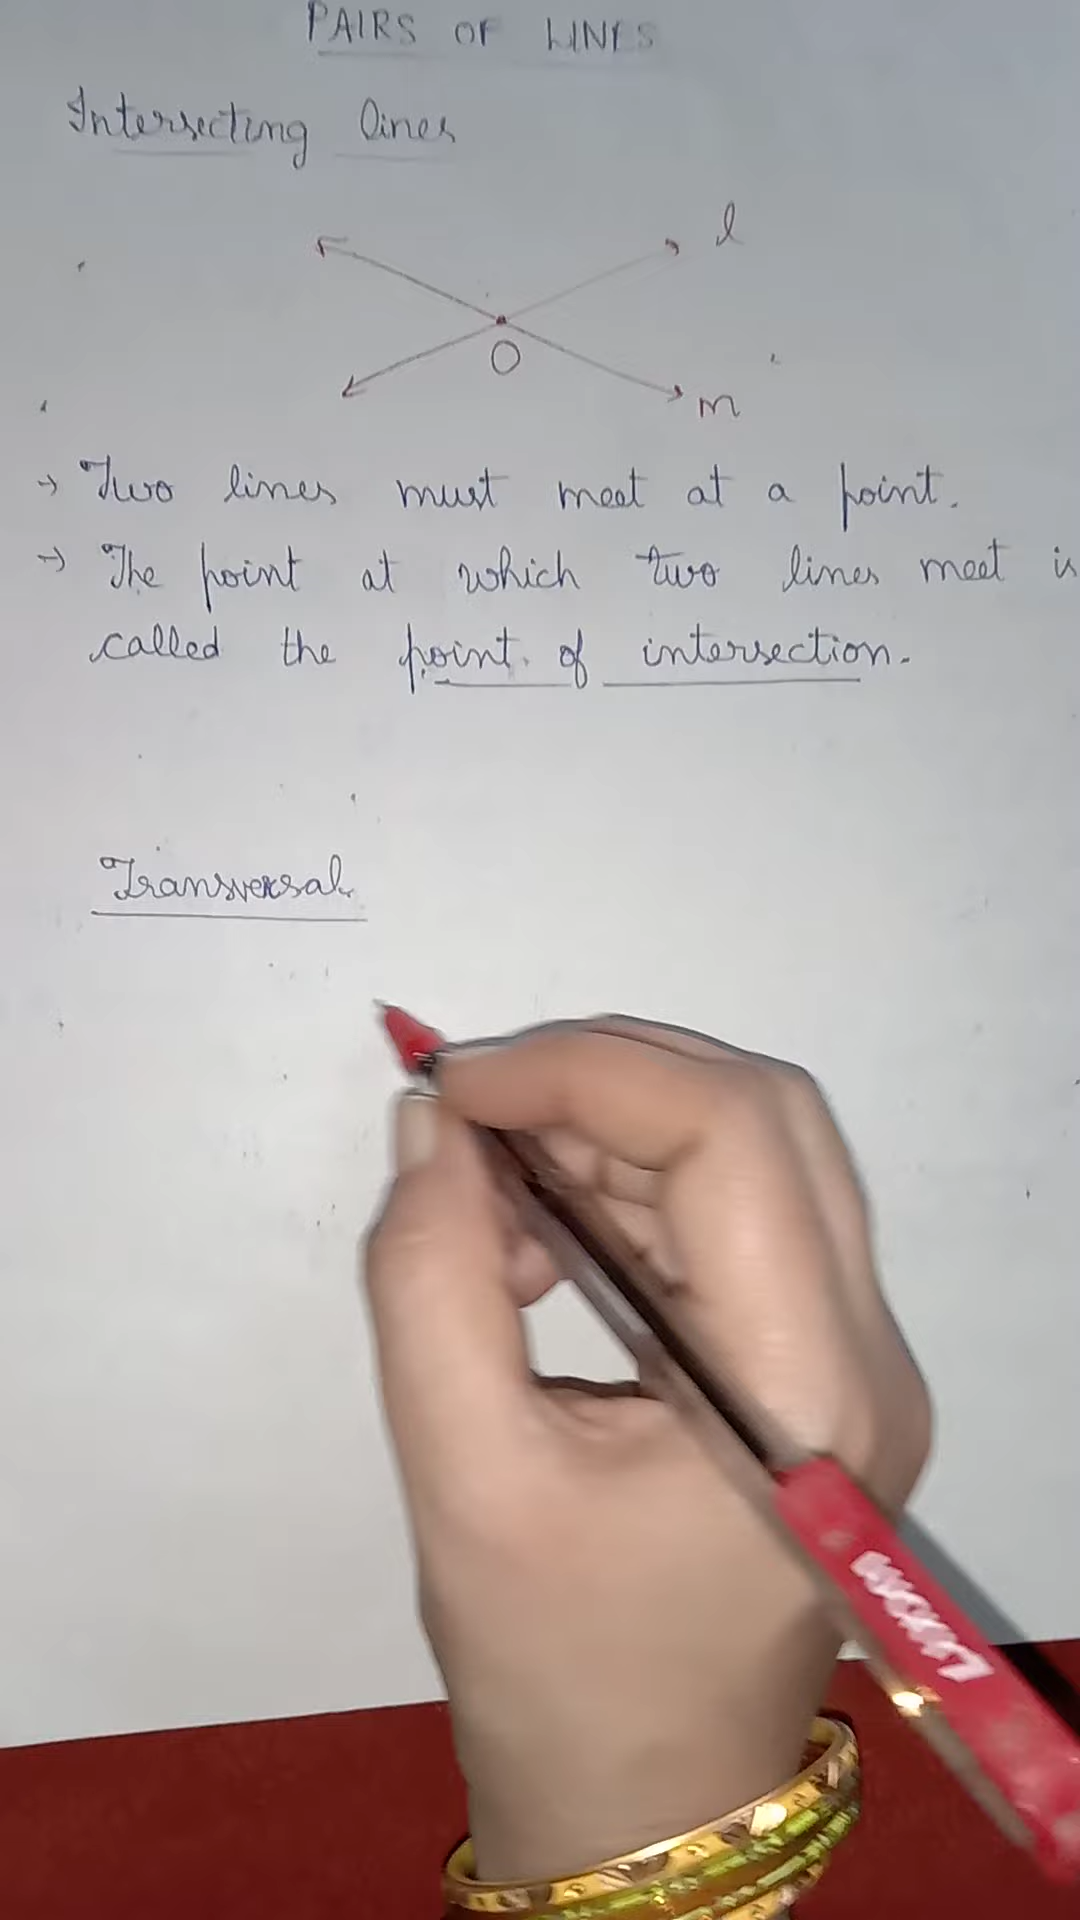 PAIRS OF LINES
Intersecting lines
l
O
m
→ Two lines must meet at a point.
→ The point at which two lines meet is
called the point of intersection.
Transversal